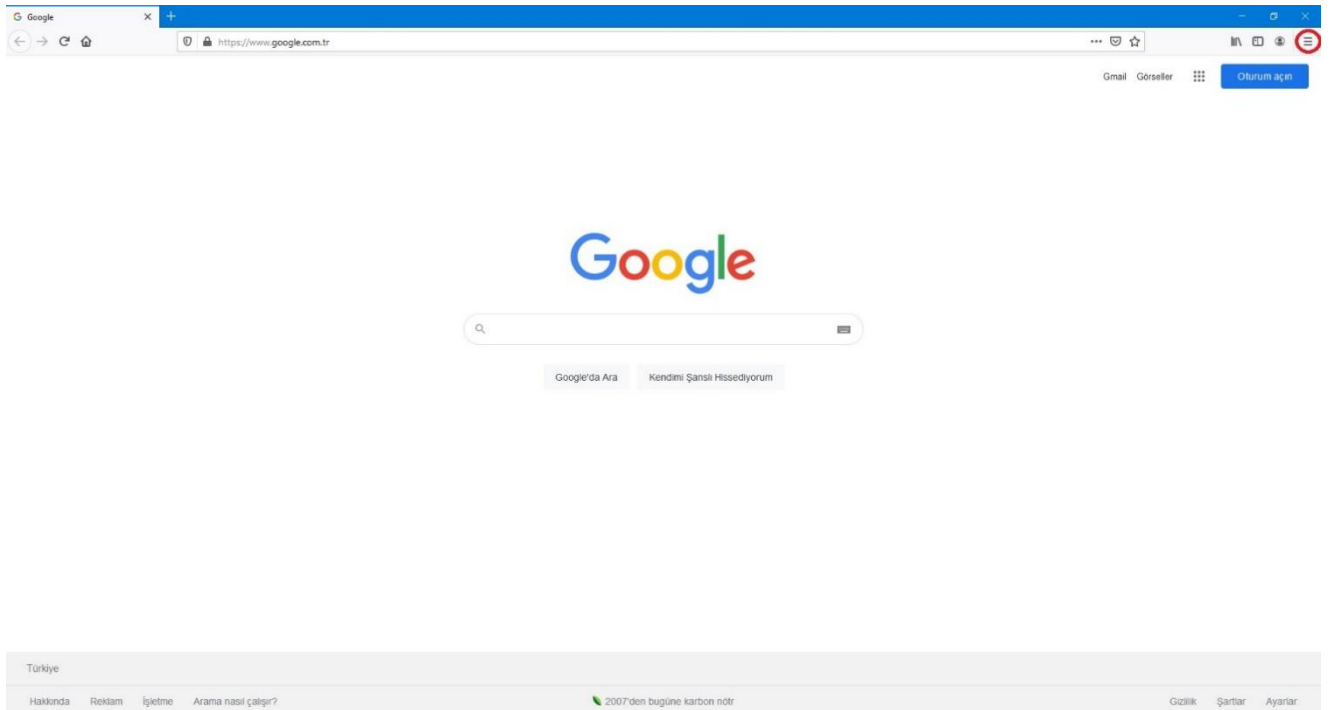 Google
https://www.google.com.tr
Gmail Görseller Oturum açın
Google
Google'da Ara Kendimi Şanslı Hissediyorum
Türkiye
Hakkında Reklam İşletme Arama nasıl çalışır? 2007'den bugüne karbon nötr Gizlilik Şartlar Ayarlar